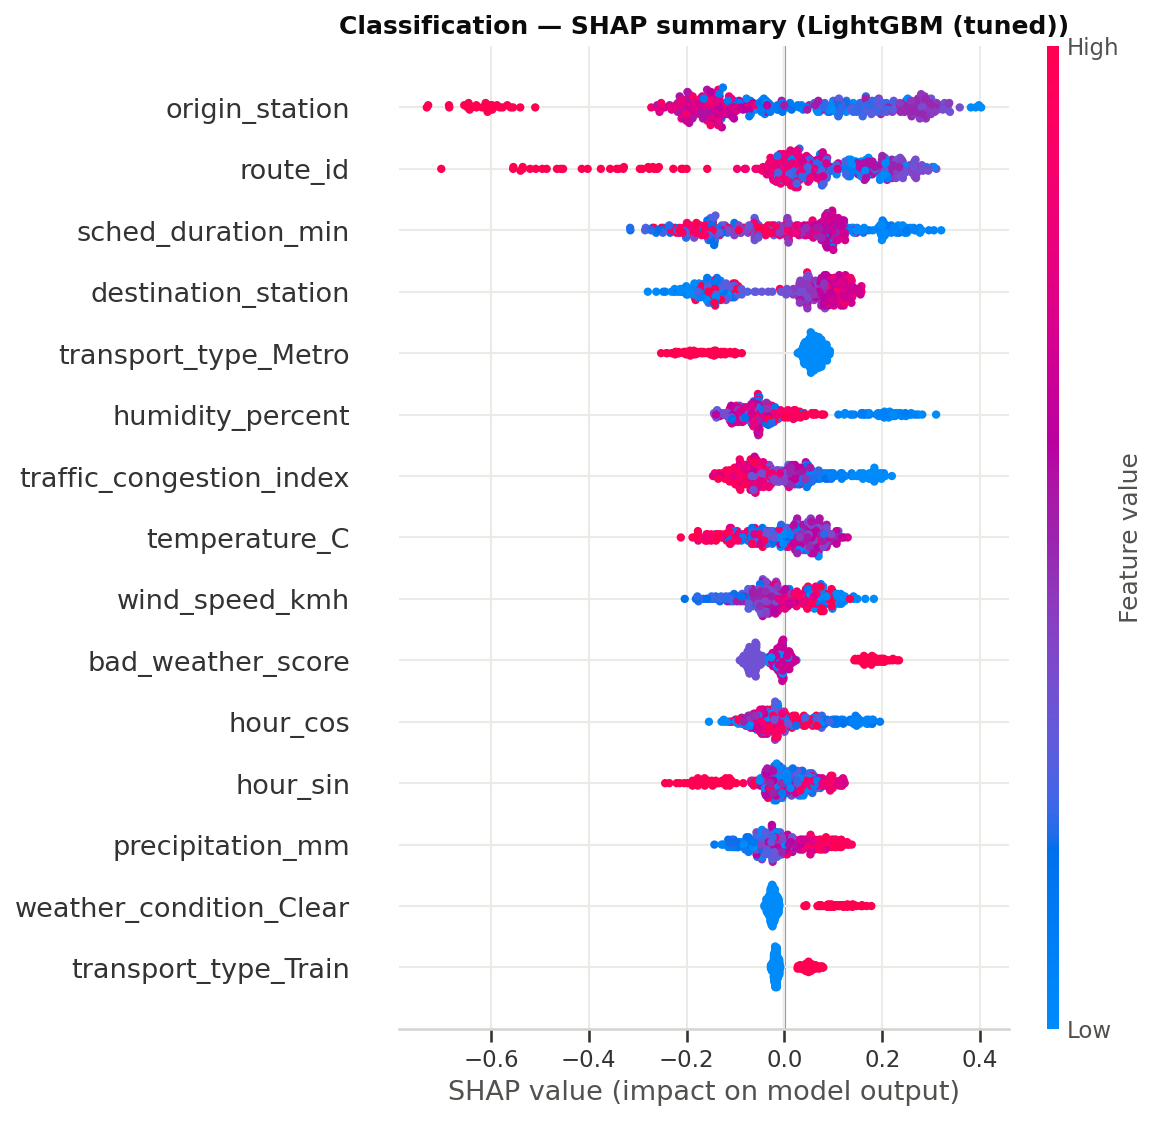 Classification — SHAP summary (LightGBM (tuned))
High
origin_station
route_id
sched_duration_min
destination_station
transport_type_Metro
humidity_percent
traffic_congestion_index
temperature_C
wind_speed_kmh
bad_weather_score
hour_cos
hour_sin
precipitation_mm
weather_condition_Clear
transport_type_Train
Feature value
Low
−0.6 −0.4 −0.2 0.0 0.2 0.4
SHAP value (impact on model output)